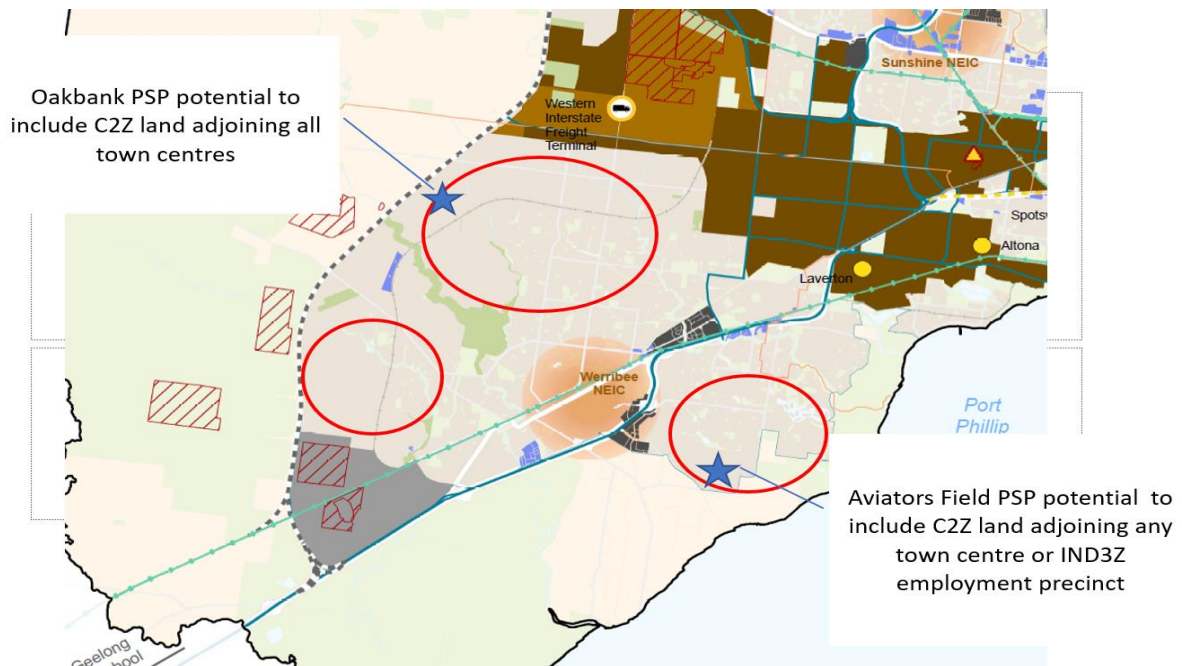 Oakbank PSP potential to
include C2Z land adjoining all
town centres
Sunshine NEIC
Western
Interstate
Freight
Terminal
Altona
Laverton
Werribee
NEIC
Port
Phillip
Aviators Field PSP potential to
include C2Z land adjoining any
town centre or IND3Z
employment precinct
Geelong